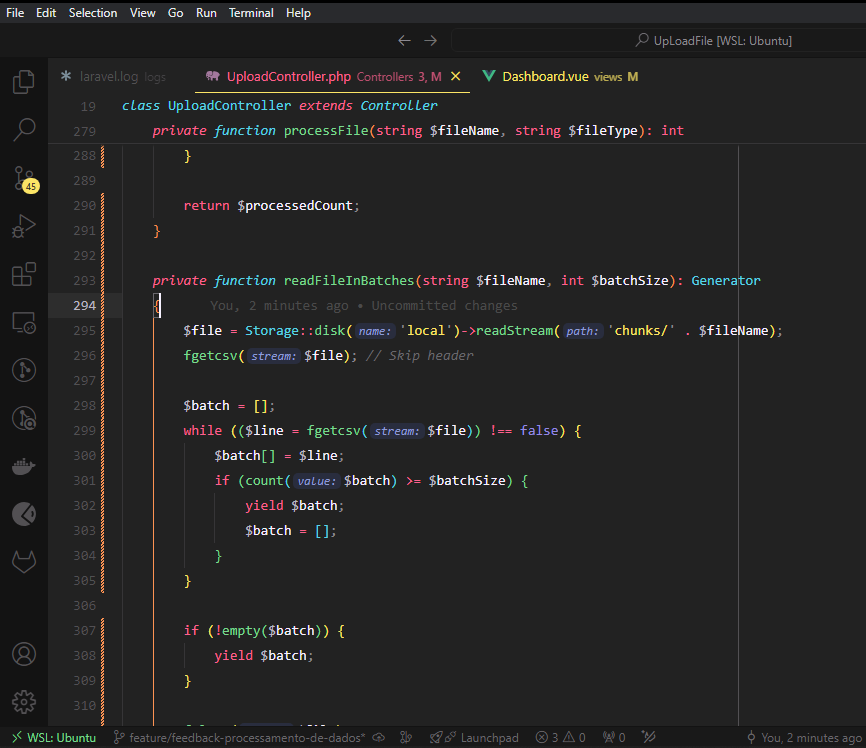 File Edit Selection View Go Run Terminal Help
UpLoadFile [WSL: Ubuntu]
laravel.log logs UploadController.php Controllers 3, M Dashboard.vue views M
19 class UploadController extends Controller
279 private function processFile(string $fileName, string $fileType): int
288 }
289
290 return $processedCount;
291 }
292
293 private function readFileInBatches(string $fileName, int $batchSize): Generator
294 { You, 2 minutes ago • Uncommitted changes
295 $file = Storage::disk( name: 'local')->readStream( path: 'chunks/' . $fileName);
296 fgetcsv( stream: $file); // Skip header
297
298 $batch = [];
299 while (($line = fgetcsv( stream: $file)) !== false) {
300 $batch[] = $line;
301 if (count( value: $batch) >= $batchSize) {
302 yield $batch;
303 $batch = [];
304 }
305 }
306
307 if (!empty($batch)) {
308 yield $batch;
309 }
310
45
WSL: Ubuntu feature/feedback-processamento-de-dados* Launchpad 3 0 0 You, 2 minutes ago